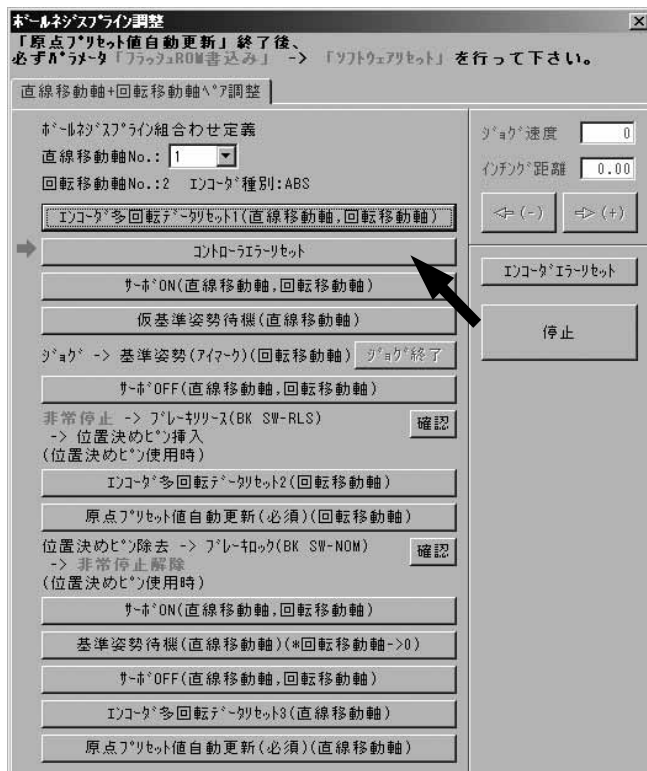 ボールネジスプライン調整
「原点プリセット値自動更新」終了後、
必ずパラメータ「フラッシュROM書込み」 -> 「ソフトウェアリセット」を行って下さい。
直線移動軸+回転移動軸ペア調整
ボールネジスプライン組合わせ定義
直線移動軸No.: 1
回転移動軸No.:2 エンコーダ種別:ABS
エンコーダ多回転データリセット1(直線移動軸,回転移動軸)
コントローラエラーリセット
サーボON(直線移動軸,回転移動軸)
仮基準姿勢待機(直線移動軸)
ジョグ -> 基準姿勢(アイマーク)(回転移動軸) ジョグ終了
サーボOFF(直線移動軸,回転移動軸)
非常停止 -> ブレーキリリース(BK SW-RLS)
-> 位置決めピン挿入
(位置決めピン使用時)
確認
エンコーダ多回転データリセット2(回転移動軸)
原点プリセット値自動更新(必須)(回転移動軸)
位置決めピン除去 -> ブレーキロック(BK SW-NOM)
-> 非常停止解除
(位置決めピン使用時)
確認
サーボON(直線移動軸,回転移動軸)
基準姿勢待機(直線移動軸)(*回転移動軸->0)
サーボOFF(直線移動軸,回転移動軸)
エンコーダ多回転データリセット3(直線移動軸)
原点プリセット値自動更新(必須)(直線移動軸)
ジョグ速度 0
インチング距離 0.00
(-) (+)
エンコーダエラーリセット
停止